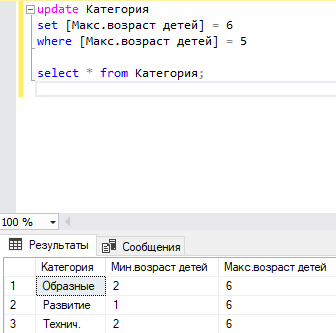 update Категория
set [Макс.возраст детей] = 6
where [Макс.возраст детей] = 5
select * from Категория;
100 %
Результаты Сообщения
Категория Мин.возраст детей Макс.возраст детей
1 Образные 2 6
2 Развитие 1 6
3 Технич. 2 6